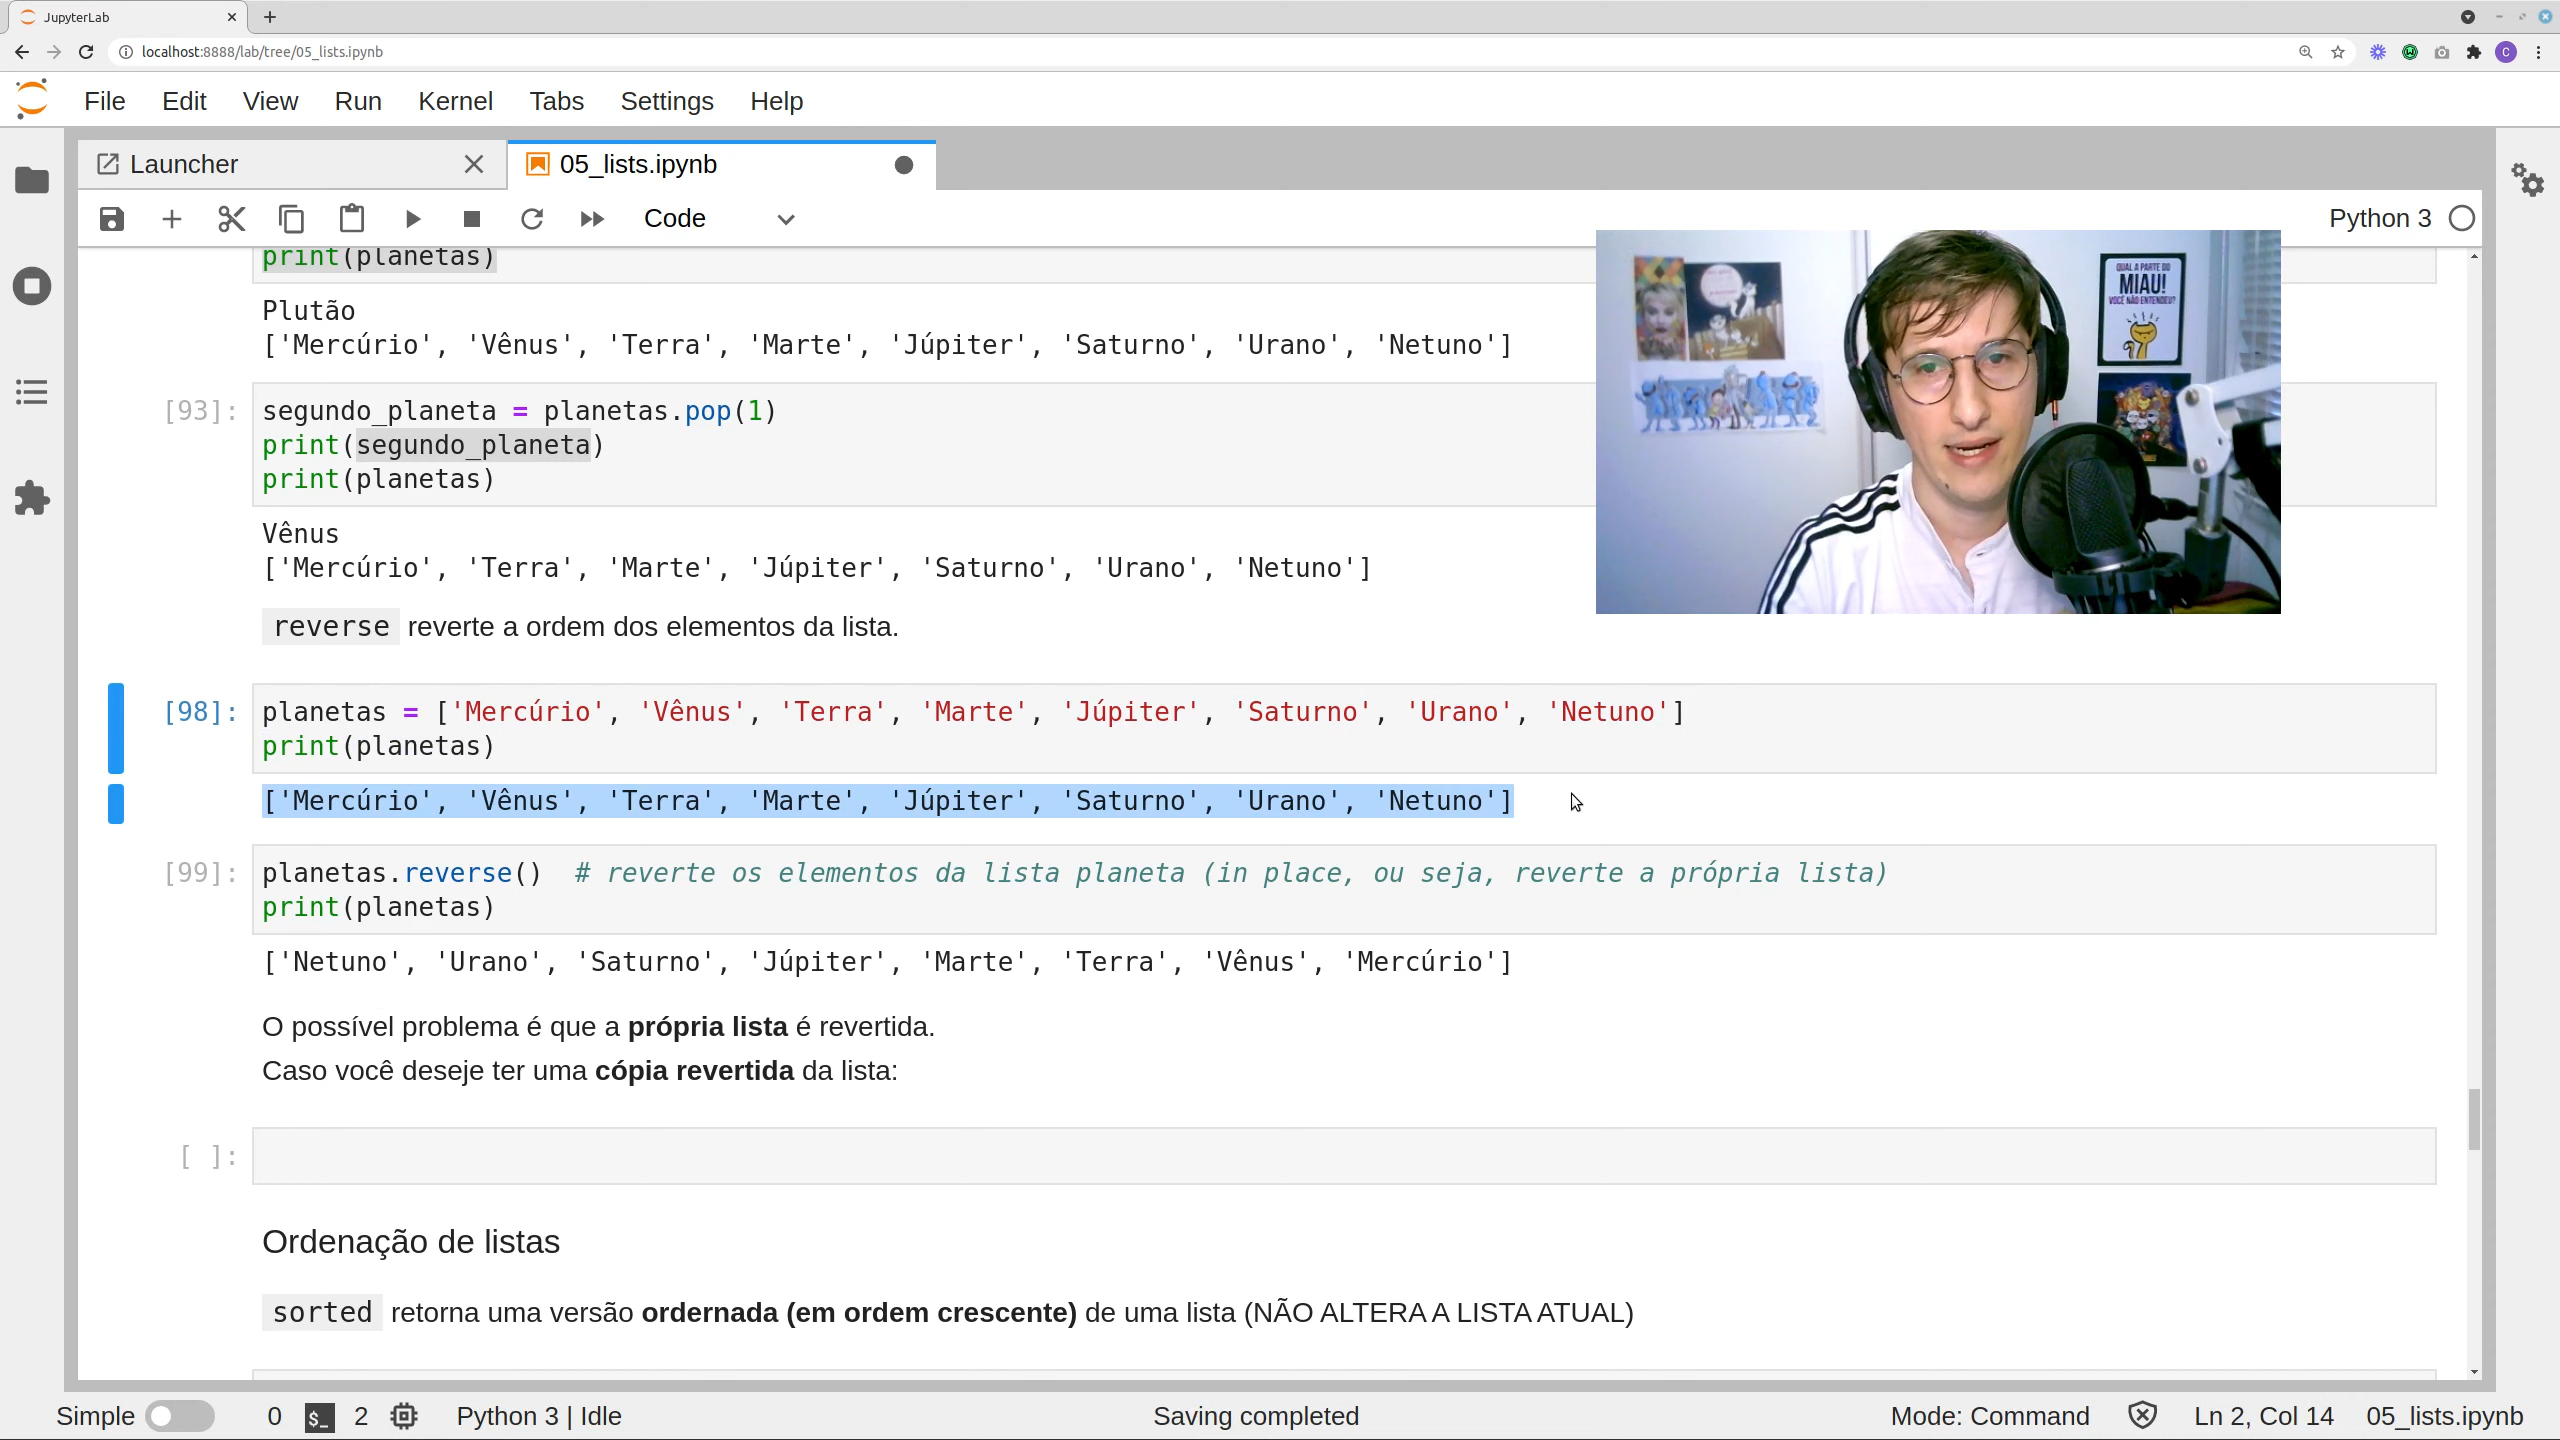 JupyterLab
localhost:8888/lab/tree/05_lists.ipynb
C
File Edit View Run Kernel Tabs Settings Help
Launcher 05_lists.ipynb
Code Python 3
print(planetas)
Plutão
['Mercúrio', 'Vênus', 'Terra', 'Marte', 'Júpiter', 'Saturno', 'Urano', 'Netuno']
[93]: segundo_planeta = planetas.pop(1)
print(segundo_planeta)
print(planetas)
QUAL A PARTE DO
MIAU!
VOCÊ NÃO ENTENDEU?
Vênus
['Mercúrio', 'Terra', 'Marte', 'Júpiter', 'Saturno', 'Urano', 'Netuno']
reverse reverte a ordem dos elementos da lista.
[98]: planetas = ['Mercúrio', 'Vênus', 'Terra', 'Marte', 'Júpiter', 'Saturno', 'Urano', 'Netuno']
print(planetas)
['Mercúrio', 'Vênus', 'Terra', 'Marte', 'Júpiter', 'Saturno', 'Urano', 'Netuno']
[99]: planetas.reverse()  # reverte os elementos da lista planeta (in place, ou seja, reverte a própria lista)
print(planetas)
['Netuno', 'Urano', 'Saturno', 'Júpiter', 'Marte', 'Terra', 'Vênus', 'Mercúrio']
O possível problema é que a própria lista é revertida.
Caso você deseje ter uma cópia revertida da lista:
[ ]:
Ordenação de listas
sorted retorna uma versão ordernada (em ordem crescente) de uma lista (NÃO ALTERA A LISTA ATUAL)
Simple 0 $_ 2 Python 3 | Idle Saving completed Mode: Command Ln 2, Col 14 05_lists.ipynb